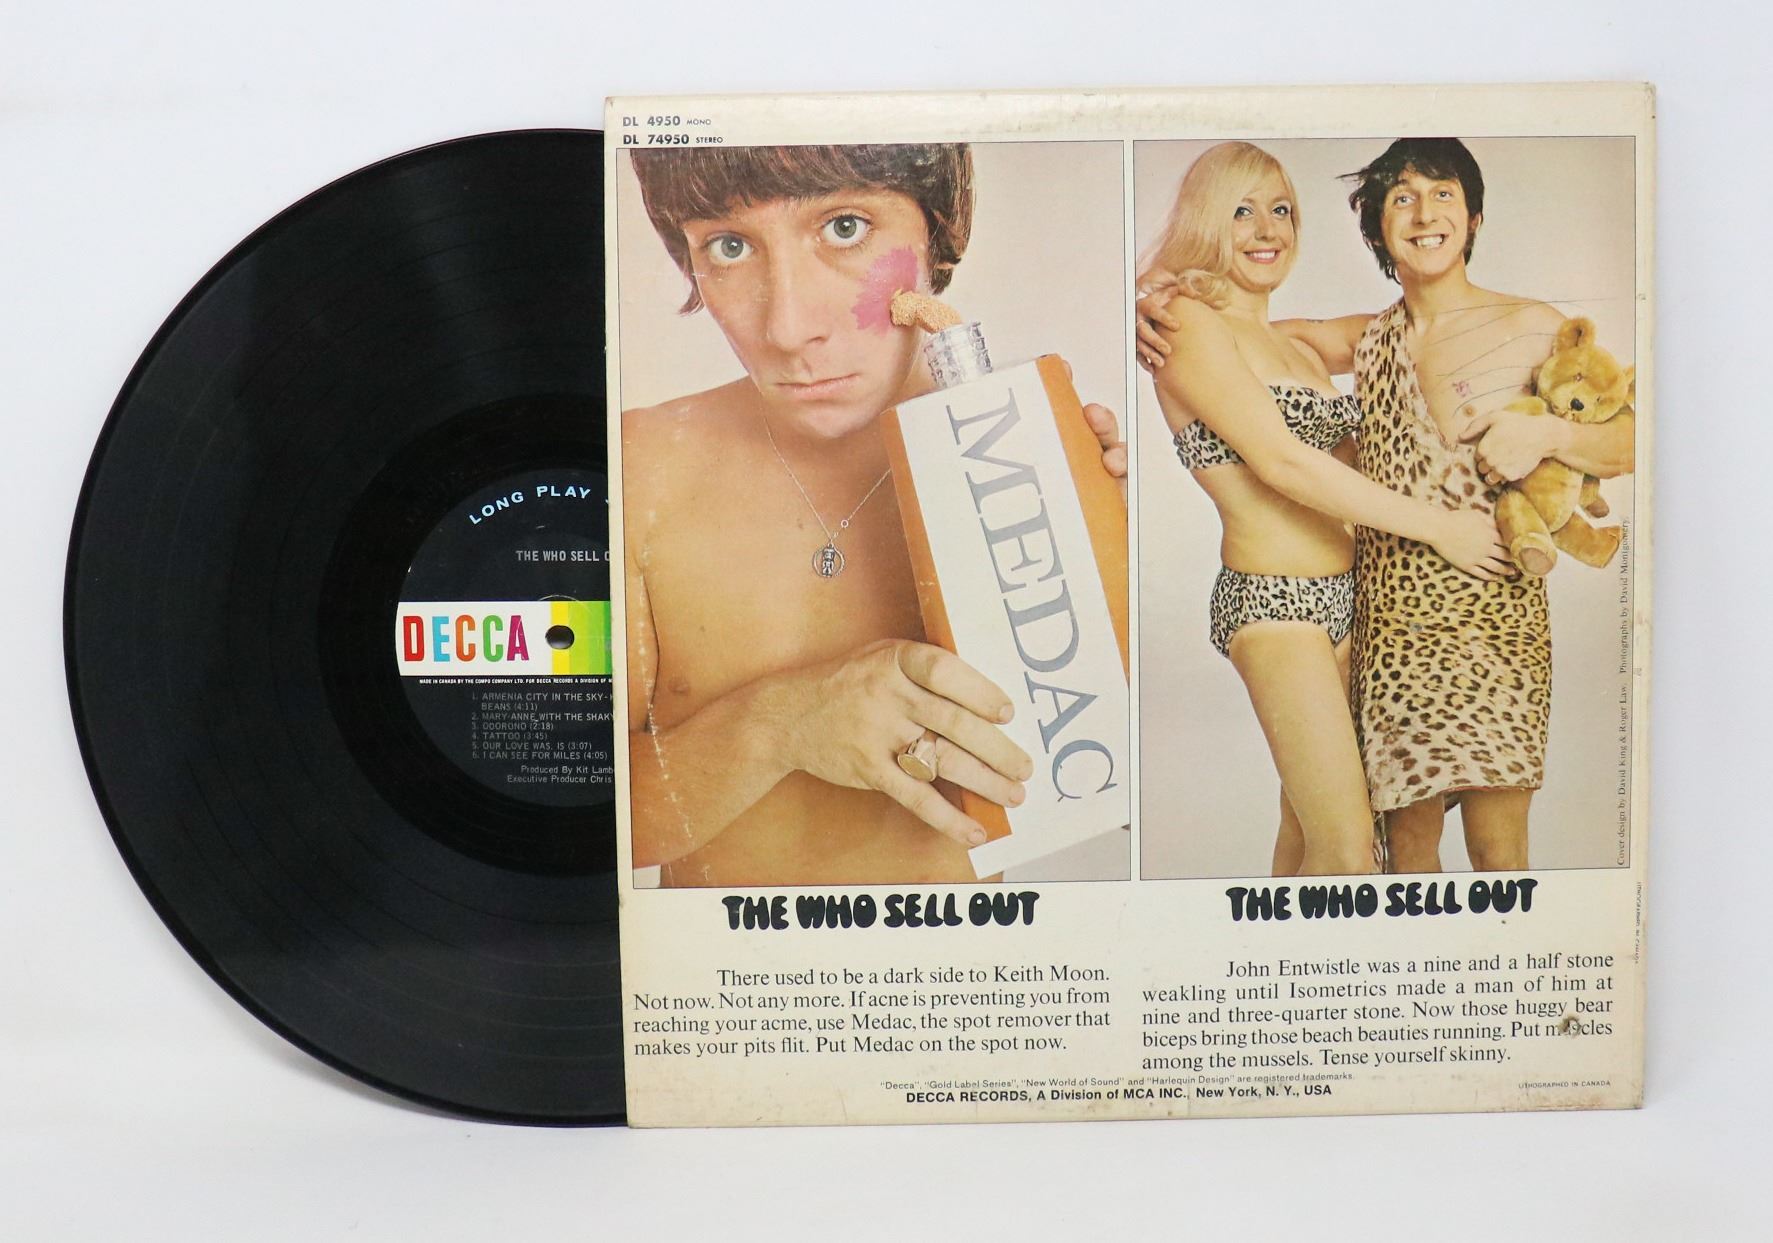 DL 4950 MONO
DL 74950 STEREO
LONG PLAY
THE WHO SELL
DECCA
MADE IN CANADA BY THE COMPO COMPANY LTD. FOR DECCA RECORDS A DIVISION OF
1. ARMENIA CITY IN THE SKY-
BEANS (4:11)
2. MARY-ANNE WITH THE SHAKY
3. ODORONO (2:18)
4. TATTOO (3:45)
5. OUR LOVE WAS, IS (3:07)
6. I CAN SEE FOR MILES (4:05)
Produced By Kit
Executive Producer Chris
MEDAC
Cover design by David King & Roger Law. Photographs by David Montgomery.
THE WHO SELL OUT
There used to be a dark side to Keith Moon.
Not now. Not any more. If acne is preventing you from
reaching your acme, use Medac, the spot remover that
makes your pits flit. Put Medac on the spot now.
THE WHO SELL OUT
John Entwistle was a nine and a half stone
weakling until Isometrics made a man of him at
nine and three-quarter stone. Now those huggy bear
biceps bring those beach beauties running. Put
among the mussels. Tense yourself skinny.
"Decca", "Gold Label Series", "New World of Sound" and "Harlequin Design" are registered trademarks.
DECCA RECORDS, A Division of MCA INC., New York, N. Y., USA
LITHOGRAPHED IN CANADA